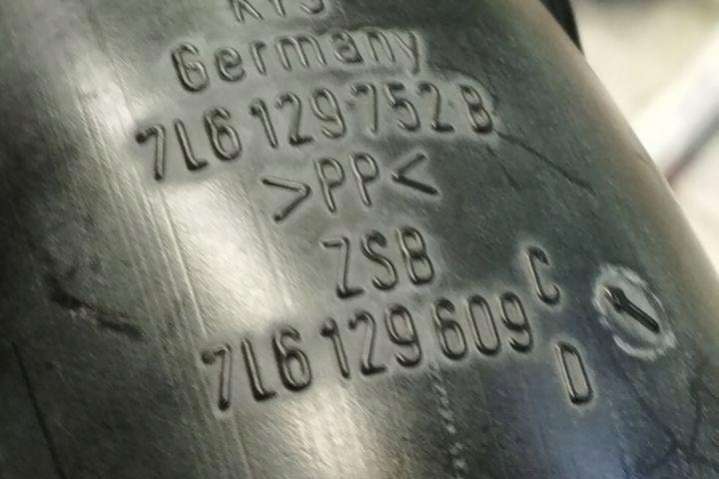 Germany
7L6 129 752 B
>PP<
ZSB
7L6 129 609 C
D